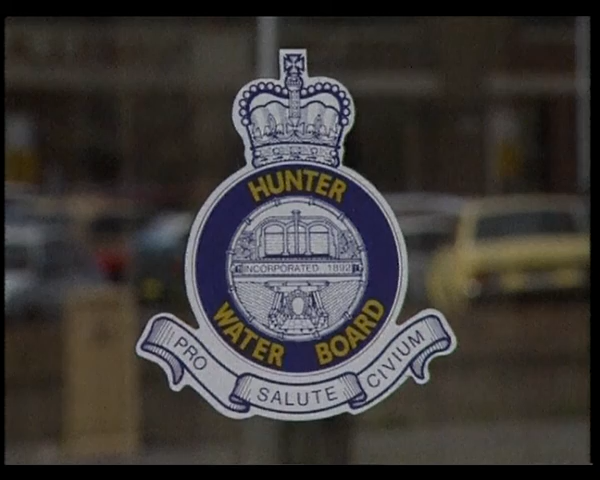 HUNTER
INCORPORATED 1892
WATER BOARD
PRO SALUTE CIVIUM